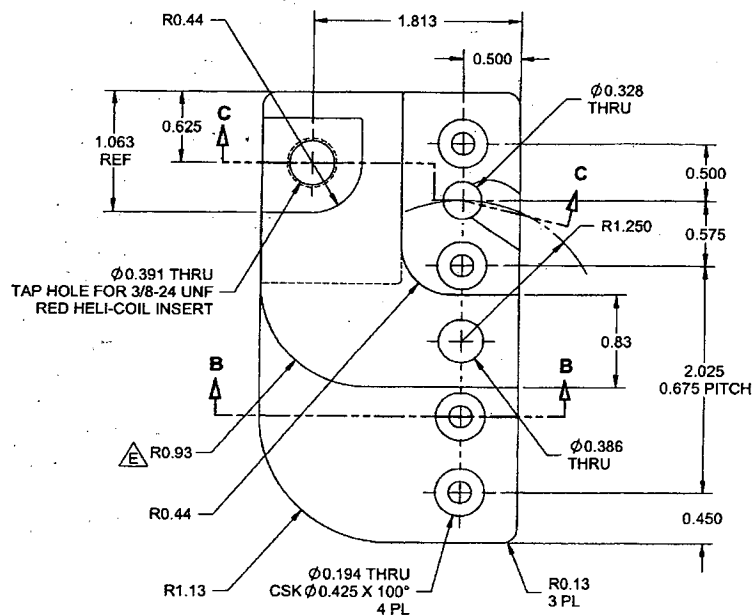 R0.44
1.813
0.500
Ø0.328
THRU
C
0.625
1.063
REF
0.500
C
R1.250
0.575
Ø0.391 THRU
TAP HOLE FOR 3/8-24 UNF
RED HELI-COIL INSERT
0.83
B
B
2.025
0.675 PITCH
E
R0.93
Ø0.386
THRU
R0.44
0.450
R1.13
Ø0.194 THRU
CSK Ø0.425 X 100°
4 PL
R0.13
3 PL